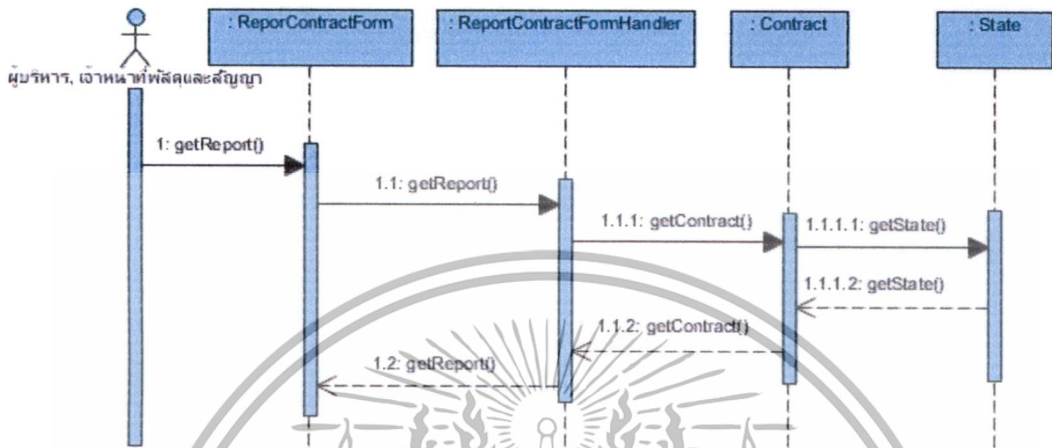 : ReporContractForm
: ReportContractFormHandler
: Contract
: State
ผู้บริหาร, เจ้าหน้าที่พัสดุและสัญญา
1: getReport()
1.1: getReport()
1.1.1: getContract()
1.1.1.1: getState()
1.1.1.2: getState()
1.1.2: getContract()
1.2: getReport()